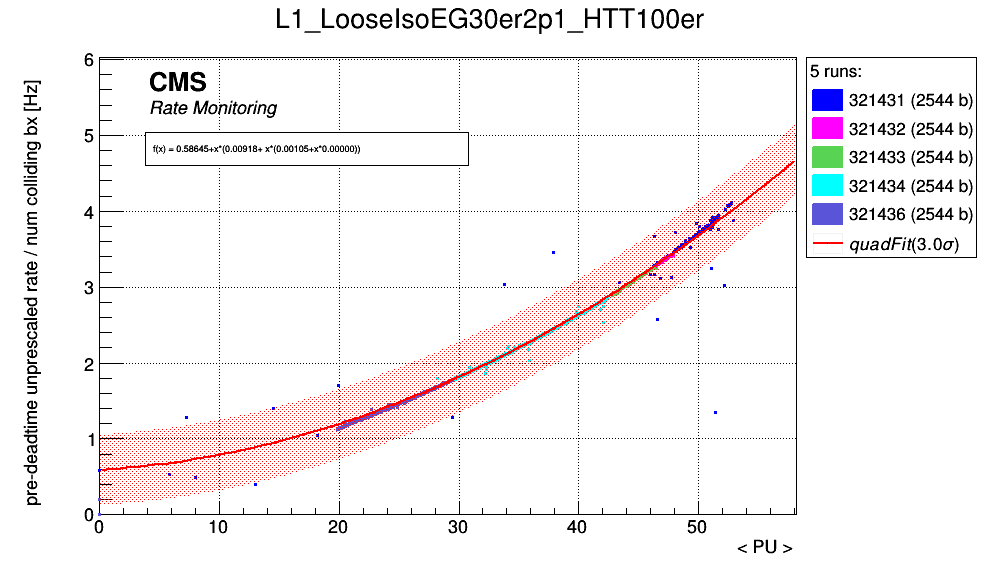 L1_LooseIsoEG30er2p1_HTT100er
CMS
Rate Monitoring
f(x) = 0.58645+x*(0.00918+ x*(0.00105+x*0.00000))
pre-deadtime unprescaled rate / num colliding bx [Hz]
6
5
4
3
2
1
0
0
10
20
30
40
50
< PU >
5 runs:
321431 (2544 b)
321432 (2544 b)
321433 (2544 b)
321434 (2544 b)
321436 (2544 b)
quadFit(3.0σ)